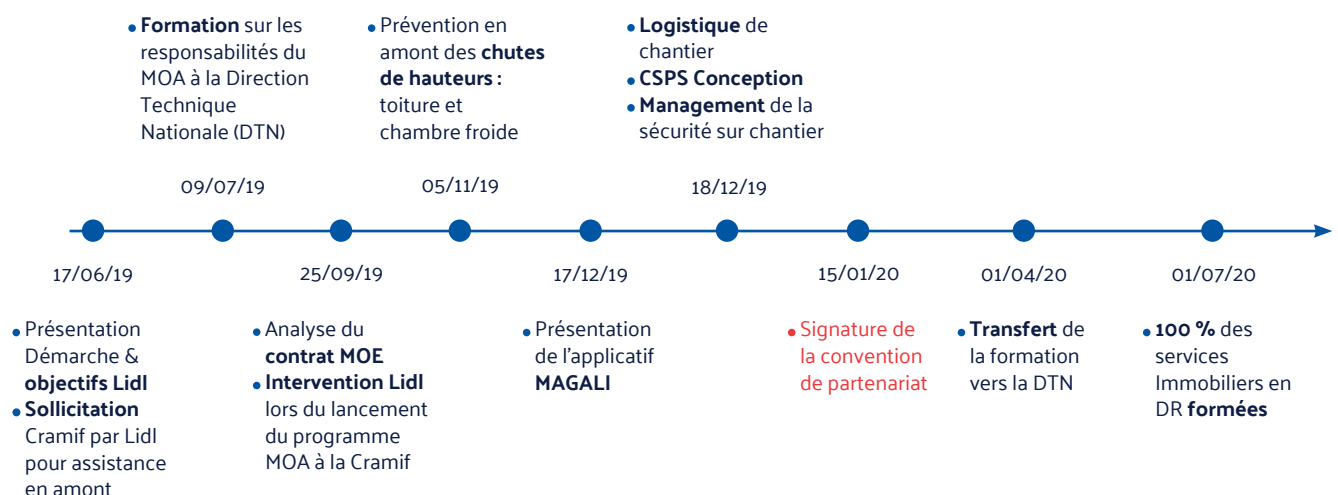 • Formation sur les
responsabilités du
MOA à la Direction
Technique
Nationale (DTN)
• Prévention en
amont des chutes
de hauteurs :
toiture et
chambre froide
• Logistique de
chantier
• CSPS Conception
• Management de la
sécurité sur chantier
09/07/19
05/11/19
18/12/19
17/06/19
25/09/19
17/12/19
15/01/20
01/04/20
01/07/20
• Présentation
Démarche &
objectifs Lidl
• Sollicitation
Cramif par Lidl
pour assistance
en amont
• Analyse du
contrat MOE
• Intervention Lidl
lors du lancement
du programme
MOA à la Cramif
• Présentation
de l'applicatif
MAGALI
• Signature de
la convention
de partenariat
• Transfert de
la formation
vers la DTN
• 100 % des
services
Immobiliers en
DR formées